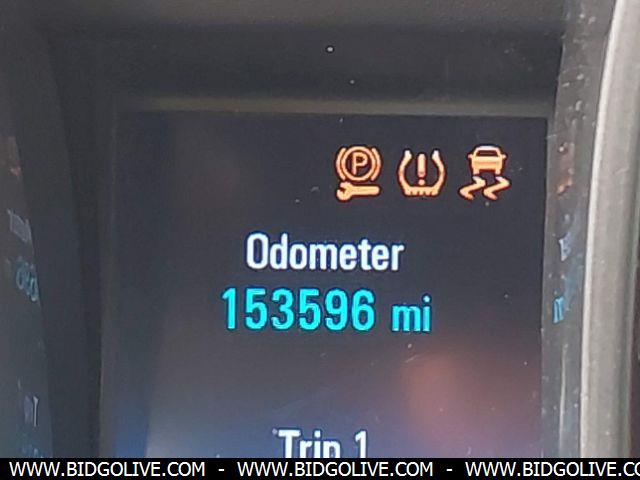 P
Odometer
153596 mi
Trip 1
WWW.BIDGOLIVE.COM - WWW.BIDGOLIVE.COM - WWW.BIDGOLIVE.CO